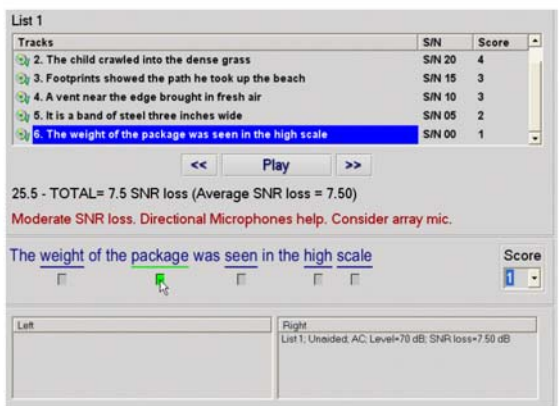 List 1
Tracks S/N Score
2. The child crawled into the dense grass S/N 20 4
3. Footprints showed the path he took up the beach S/N 15 3
4. A vent near the edge brought in fresh air S/N 10 3
5. It is a band of steel three inches wide S/N 05 2
6. The weight of the package was seen in the high scale S/N 00 1
<< Play >>
25.5 - TOTAL= 7.5 SNR loss (Average SNR loss = 7.50)
Moderate SNR loss. Directional Microphones help. Consider array mic.
The weight of the package was seen in the high scale Score
1
Left Right
List 1; Unaided; AC; Level=70 dB; SNR loss=7.50 dB